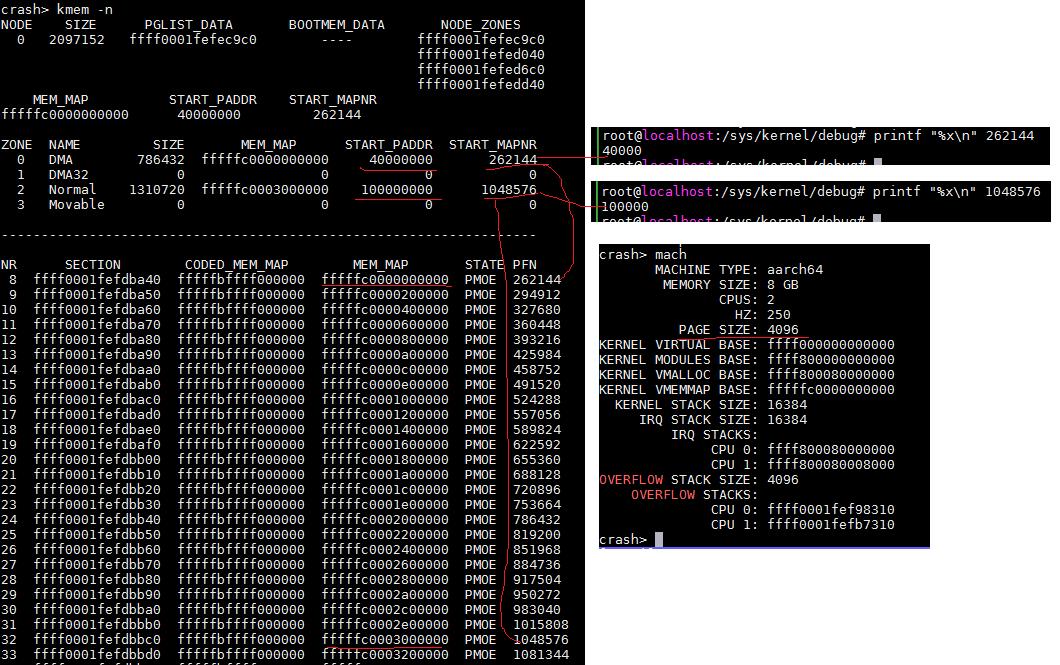 crash> kmem -n
NODE SIZE PGLIST_DATA BOOTMEM_DATA NODE_ZONES
0 2097152 ffff0001fefec9c0 ---- ffff0001fefec9c0
ffff0001fefed040
ffff0001fefed6c0
ffff0001fefedd40
MEM_MAP START_PADDR START_MAPNR
fffffc0000000000 40000000 262144
ZONE NAME SIZE MEM_MAP START_PADDR START_MAPNR
0 DMA 786432 fffffc0000000000 40000000 262144
1 DMA32 0 0 0 0
2 Normal 1310720 fffffc0003000000 100000000 1048576
3 Movable 0 0 0 0
-------------------------------------------------------------------
NR SECTION CODED_MEM_MAP MEM_MAP STATE PFN
8 ffff0001fefdba40 fffffbffff000000 fffffc0000000000 PMOE 262144
9 ffff0001fefdba50 fffffbffff000000 fffffc0000200000 PMOE 294912
10 ffff0001fefdba60 fffffbffff000000 fffffc0000400000 PMOE 327680
11 ffff0001fefdba70 fffffbffff000000 fffffc0000600000 PMOE 360448
12 ffff0001fefdba80 fffffbffff000000 fffffc0000800000 PMOE 393216
13 ffff0001fefdba90 fffffbffff000000 fffffc0000a00000 PMOE 425984
14 ffff0001fefdbaa0 fffffbffff000000 fffffc0000c00000 PMOE 458752
15 ffff0001fefdbab0 fffffbffff000000 fffffc0000e00000 PMOE 491520
16 ffff0001fefdbac0 fffffbffff000000 fffffc0001000000 PMOE 524288
17 ffff0001fefdbad0 fffffbffff000000 fffffc0001200000 PMOE 557056
18 ffff0001fefdbae0 fffffbffff000000 fffffc0001400000 PMOE 589824
19 ffff0001fefdbaf0 fffffbffff000000 fffffc0001600000 PMOE 622592
20 ffff0001fefdbb00 fffffbffff000000 fffffc0001800000 PMOE 655360
21 ffff0001fefdbb10 fffffbffff000000 fffffc0001a00000 PMOE 688128
22 ffff0001fefdbb20 fffffbffff000000 fffffc0001c00000 PMOE 720896
23 ffff0001fefdbb30 fffffbffff000000 fffffc0001e00000 PMOE 753664
24 ffff0001fefdbb40 fffffbffff000000 fffffc0002000000 PMOE 786432
25 ffff0001fefdbb50 fffffbffff000000 fffffc0002200000 PMOE 819200
26 ffff0001fefdbb60 fffffbffff000000 fffffc0002400000 PMOE 851968
27 ffff0001fefdbb70 fffffbffff000000 fffffc0002600000 PMOE 884736
28 ffff0001fefdbb80 fffffbffff000000 fffffc0002800000 PMOE 917504
29 ffff0001fefdbb90 fffffbffff000000 fffffc0002a00000 PMOE 950272
30 ffff0001fefdbba0 fffffbffff000000 fffffc0002c00000 PMOE 983040
31 ffff0001fefdbbb0 fffffbffff000000 fffffc0002e00000 PMOE 1015808
32 ffff0001fefdbbc0 fffffbffff000000 fffffc0003000000 PMOE 1048576
33 ffff0001fefdbbd0 fffffbffff000000 fffffc0003200000 PMOE 1081344
root@localhost:/sys/kernel/debug# printf "%x\n" 262144
40000
root@localhost:/sys/kernel/debug# printf "%x\n" 1048576
100000
crash> mach
MACHINE TYPE: aarch64
MEMORY SIZE: 8 GB
CPUS: 2
HZ: 250
PAGE SIZE: 4096
KERNEL VIRTUAL BASE: ffff000000000000
KERNEL MODULES BASE: ffff800000000000
KERNEL VMALLOC BASE: ffff800080000000
KERNEL VMEMMAP BASE: fffffc0000000000
KERNEL STACK SIZE: 16384
IRQ STACK SIZE: 16384
IRQ STACKS:
CPU 0: ffff800080000000
CPU 1: ffff800080008000
OVERFLOW STACK SIZE: 4096
OVERFLOW STACKS:
CPU 0: ffff0001fef98310
CPU 1: ffff0001fefb7310
crash>